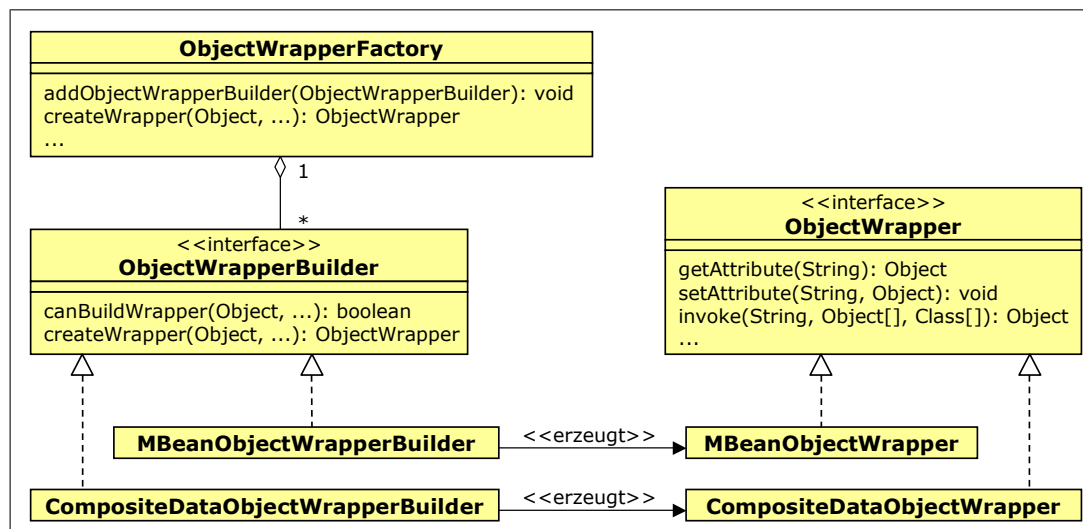 ObjectWrapperFactory
addObjectWrapperBuilder(ObjectWrapperBuilder): void
createWrapper(Object, ...): ObjectWrapper
...
1
*
<<interface>>
ObjectWrapperBuilder
canBuildWrapper(Object, ...): boolean
createWrapper(Object, ...): ObjectWrapper
<<interface>>
ObjectWrapper
getAttribute(String): Object
setAttribute(String, Object): void
invoke(String, Object[], Class[]): Object
...
MBeanObjectWrapperBuilder
<<erzeugt>>
MBeanObjectWrapper
CompositeDataObjectWrapperBuilder
<<erzeugt>>
CompositeDataObjectWrapper